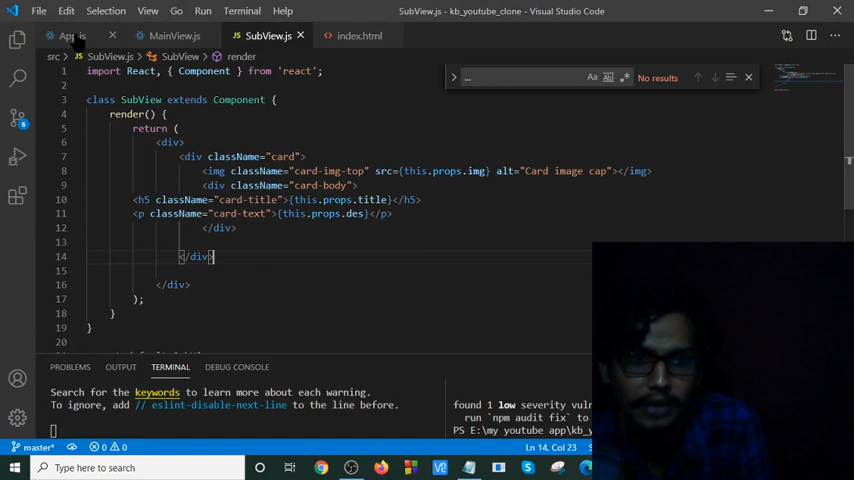 File Edit Selection View Go Run Terminal Help
SubView.js - kb_youtube_clone - Visual Studio Code
App.js
MainView.js
JS SubView.js
index.html
src > JS SubView.js > SubView > render
... Aa No results
1 import React, { Component } from 'react';
2
3 class SubView extends Component {
4 render() {
5 return (
6 <div>
7 <div className="card">
8 <img className="card-img-top" src={this.props.img} alt="Card image cap"></img>
9 <div className="card-body">
10 <h5 className="card-title">{this.props.title}</h5>
11 <p className="card-text">{this.props.des}</p>
12 </div>
13
14 </div>
15
16 </div>
17 );
18 }
19 }
20
PROBLEMS OUTPUT TERMINAL DEBUG CONSOLE
Search for the keywords to learn more about each warning.
To ignore, add // eslint-disable-next-line to the line before.
found 1 low severity vuln
run `npm audit fix` to
PS E:\my youtube app\kb_y
6
master* 0 0
Ln 14, Col 23
Type here to search